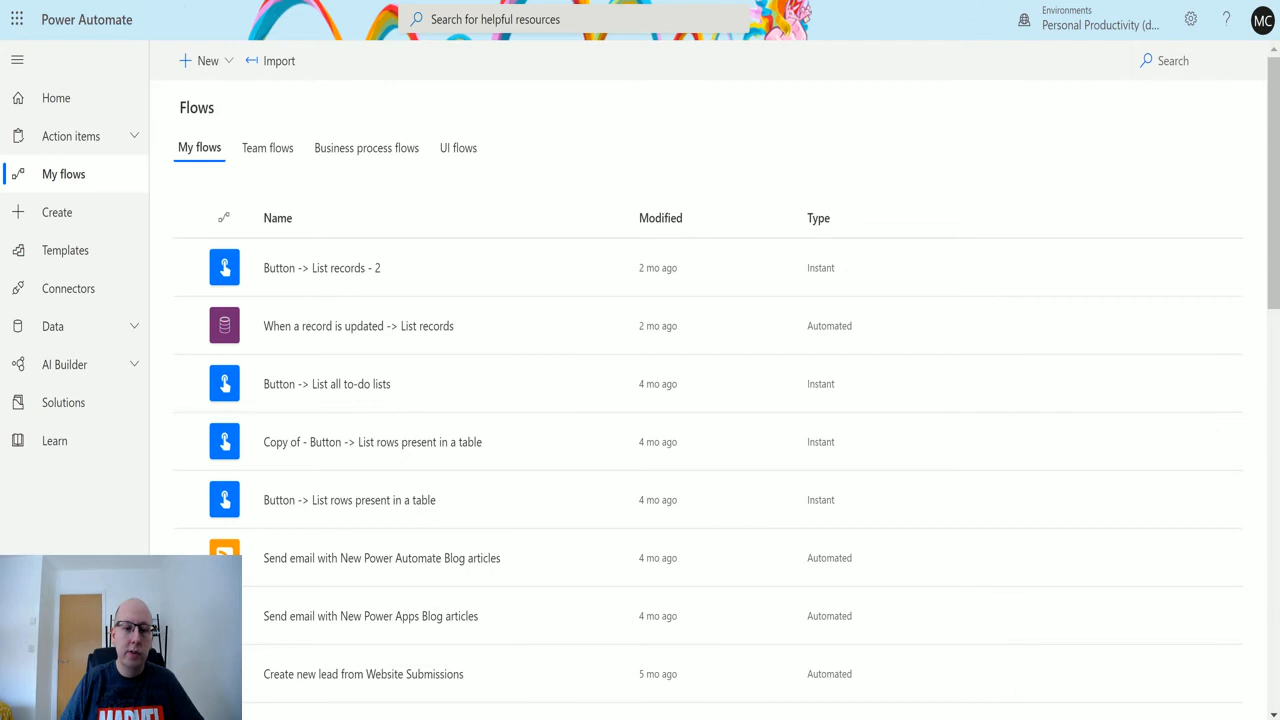 Power Automate
Search for helpful resources
Environments
Personal Productivity (d...
MC
New
Import
Search
Home
Action items
My flows
Create
Templates
Connectors
Data
AI Builder
Solutions
Learn
Flows
My flows
Team flows
Business process flows
UI flows
Name Modified Type
Button -> List records - 2 2 mo ago Instant
When a record is updated -> List records 2 mo ago Automated
Button -> List all to-do lists 4 mo ago Instant
Copy of - Button -> List rows present in a table 4 mo ago Instant
Button -> List rows present in a table 4 mo ago Instant
Send email with New Power Automate Blog articles 4 mo ago Automated
Send email with New Power Apps Blog articles 4 mo ago Automated
Create new lead from Website Submissions 5 mo ago Automated
MARVEL